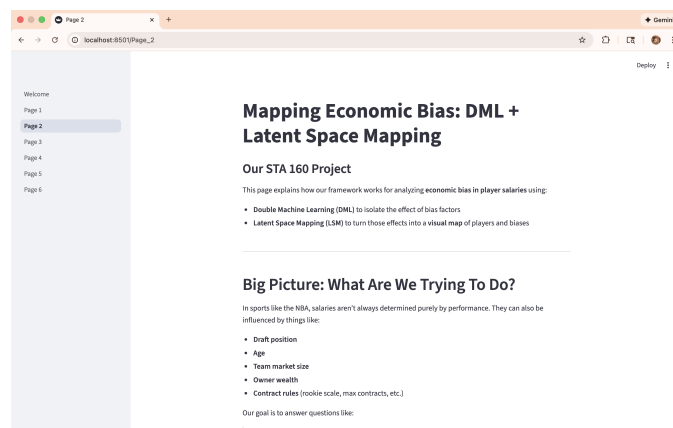 Page 2
Gemini
localhost:8501/Page_2
Deploy
Welcome
Page 1
Page 2
Page 3
Page 4
Page 5
Page 6
Mapping Economic Bias: DML +
Latent Space Mapping
Our STA 160 Project
This page explains how our framework works for analyzing economic bias in player salaries using:
• Double Machine Learning (DML) to isolate the effect of bias factors
• Latent Space Mapping (LSM) to turn those effects into a visual map of players and biases
Big Picture: What Are We Trying To Do?
In sports like the NBA, salaries aren't always determined purely by performance. They can also be
influenced by things like:
• Draft position
• Age
• Team market size
• Owner wealth
• Contract rules (rookie scale, max contracts, etc.)
Our goal is to answer questions like: